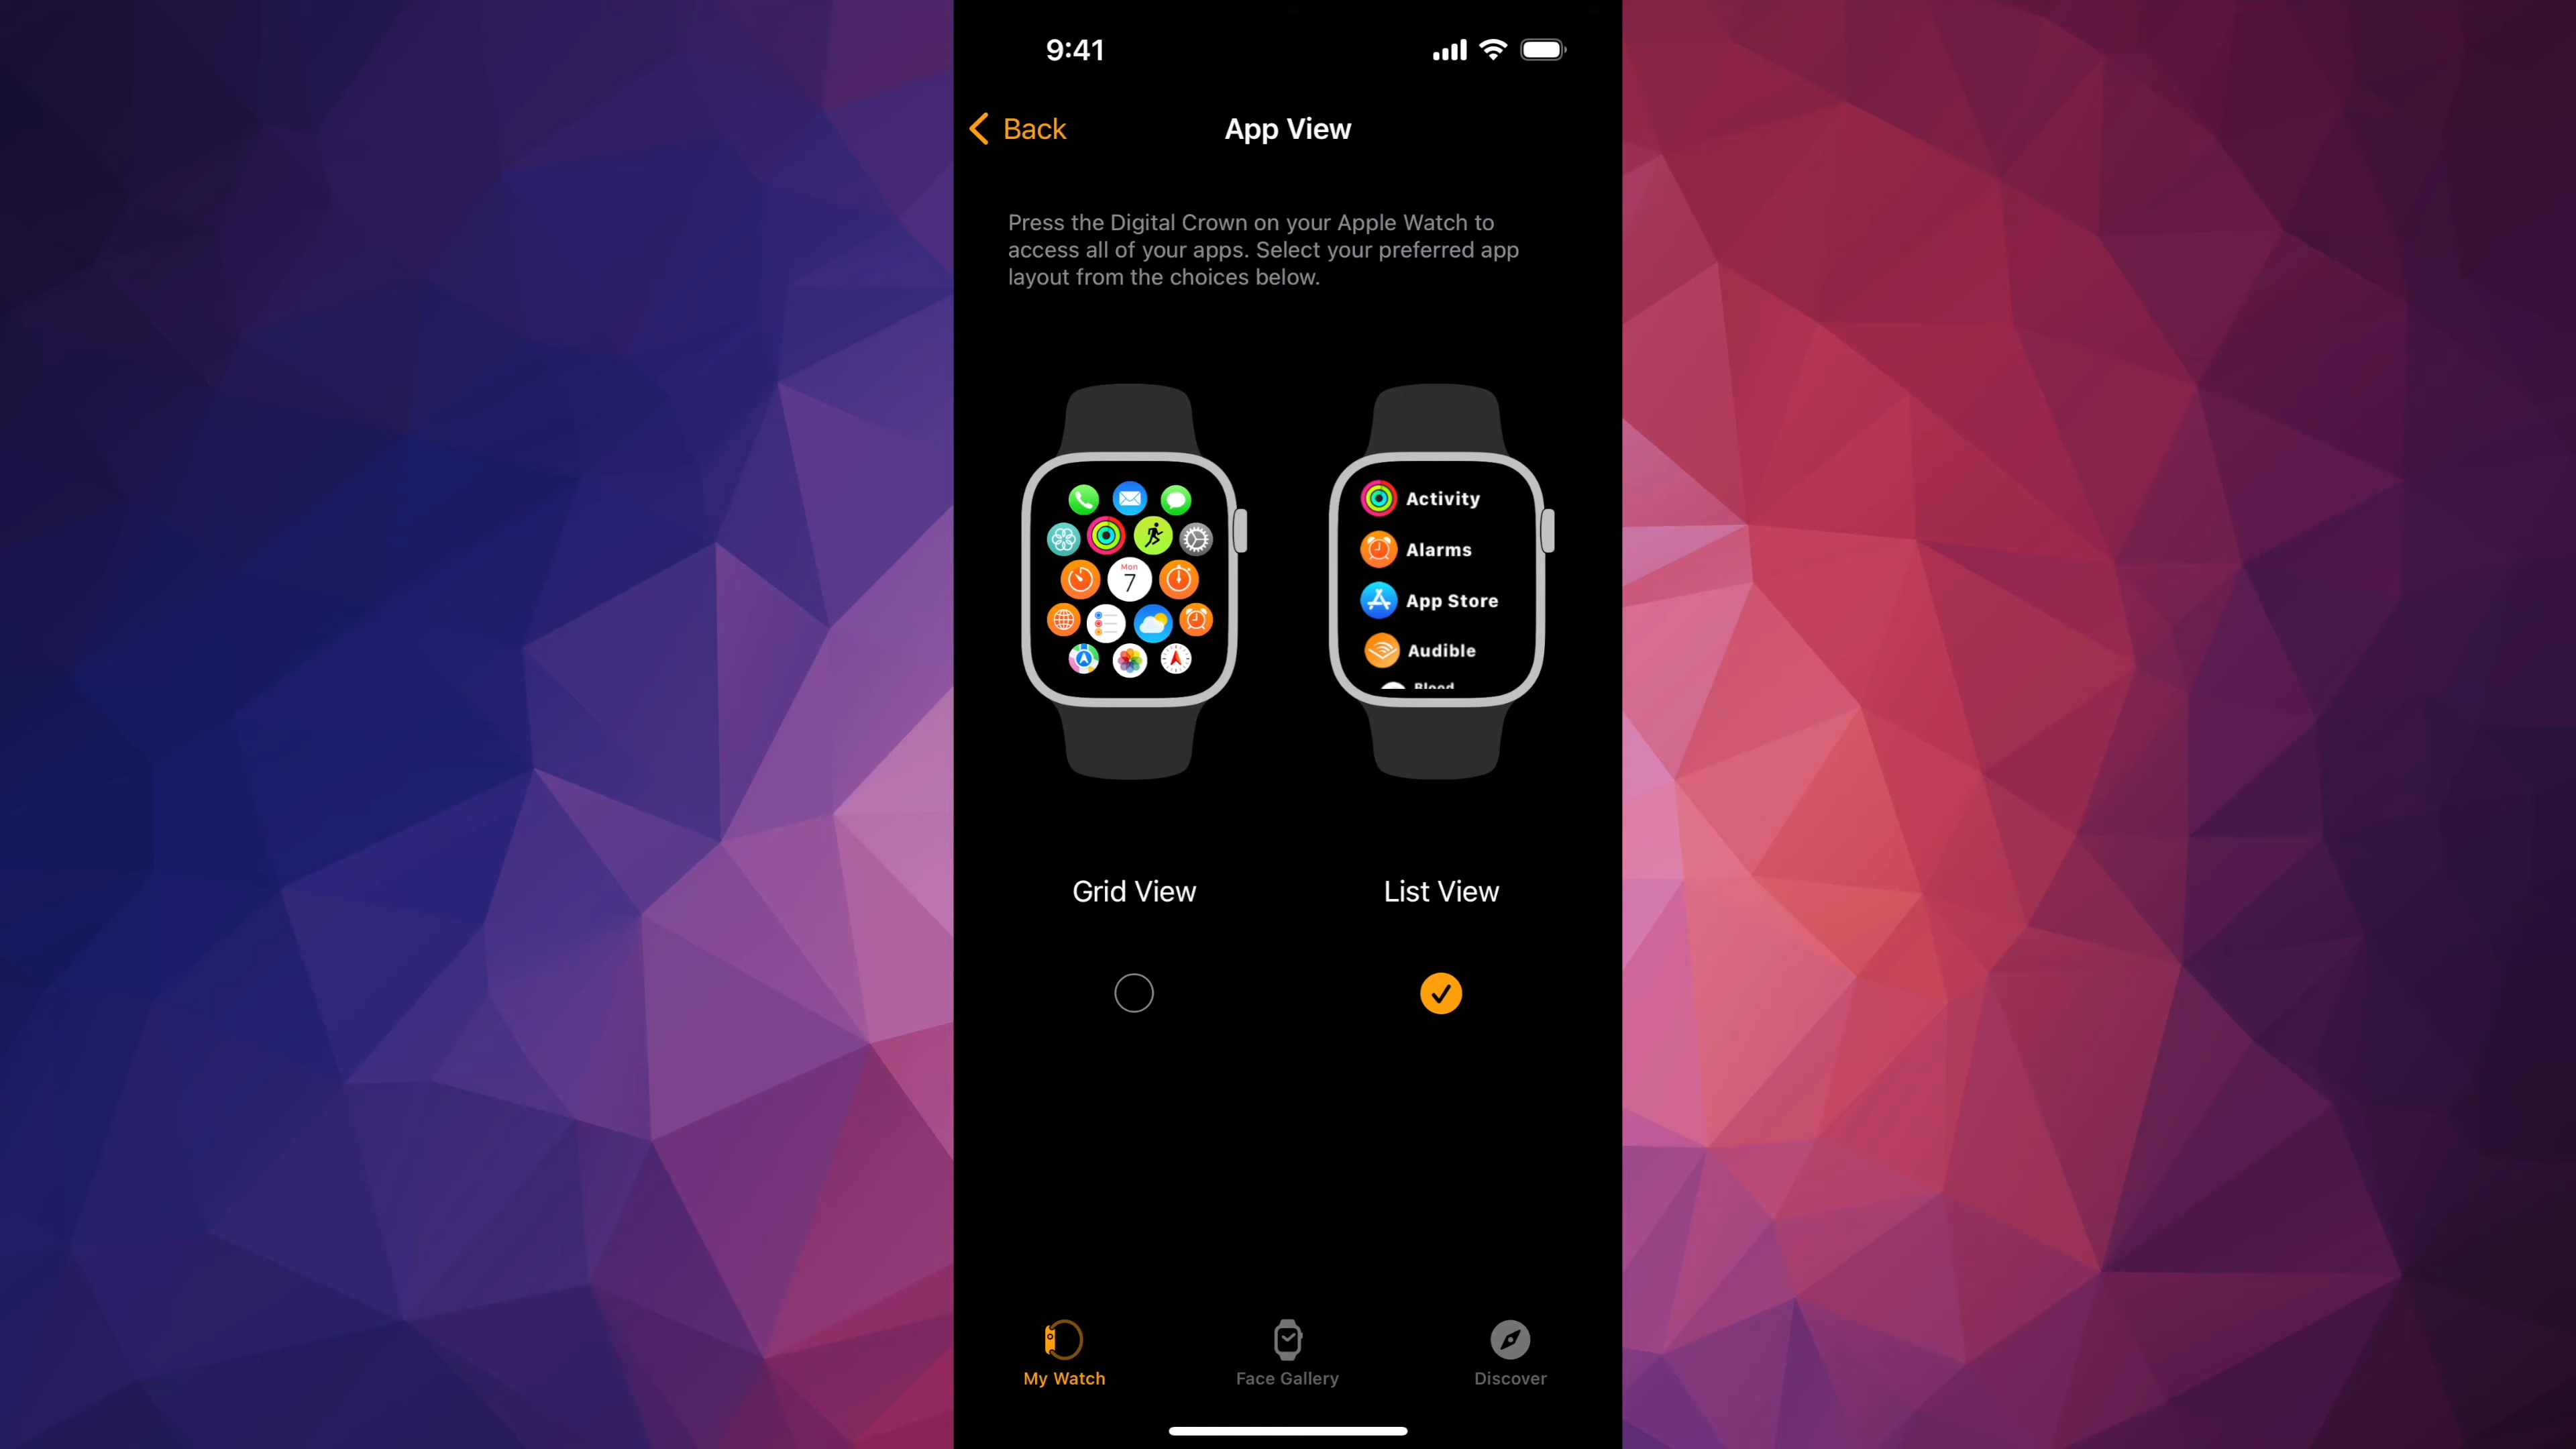 9:41
Back
App View
Press the Digital Crown on your Apple Watch to
access all of your apps. Select your preferred app
layout from the choices below.
Mon
7
Activity
Alarms
App Store
Audible
Blood
Grid View
List View
My Watch
Face Gallery
Discover